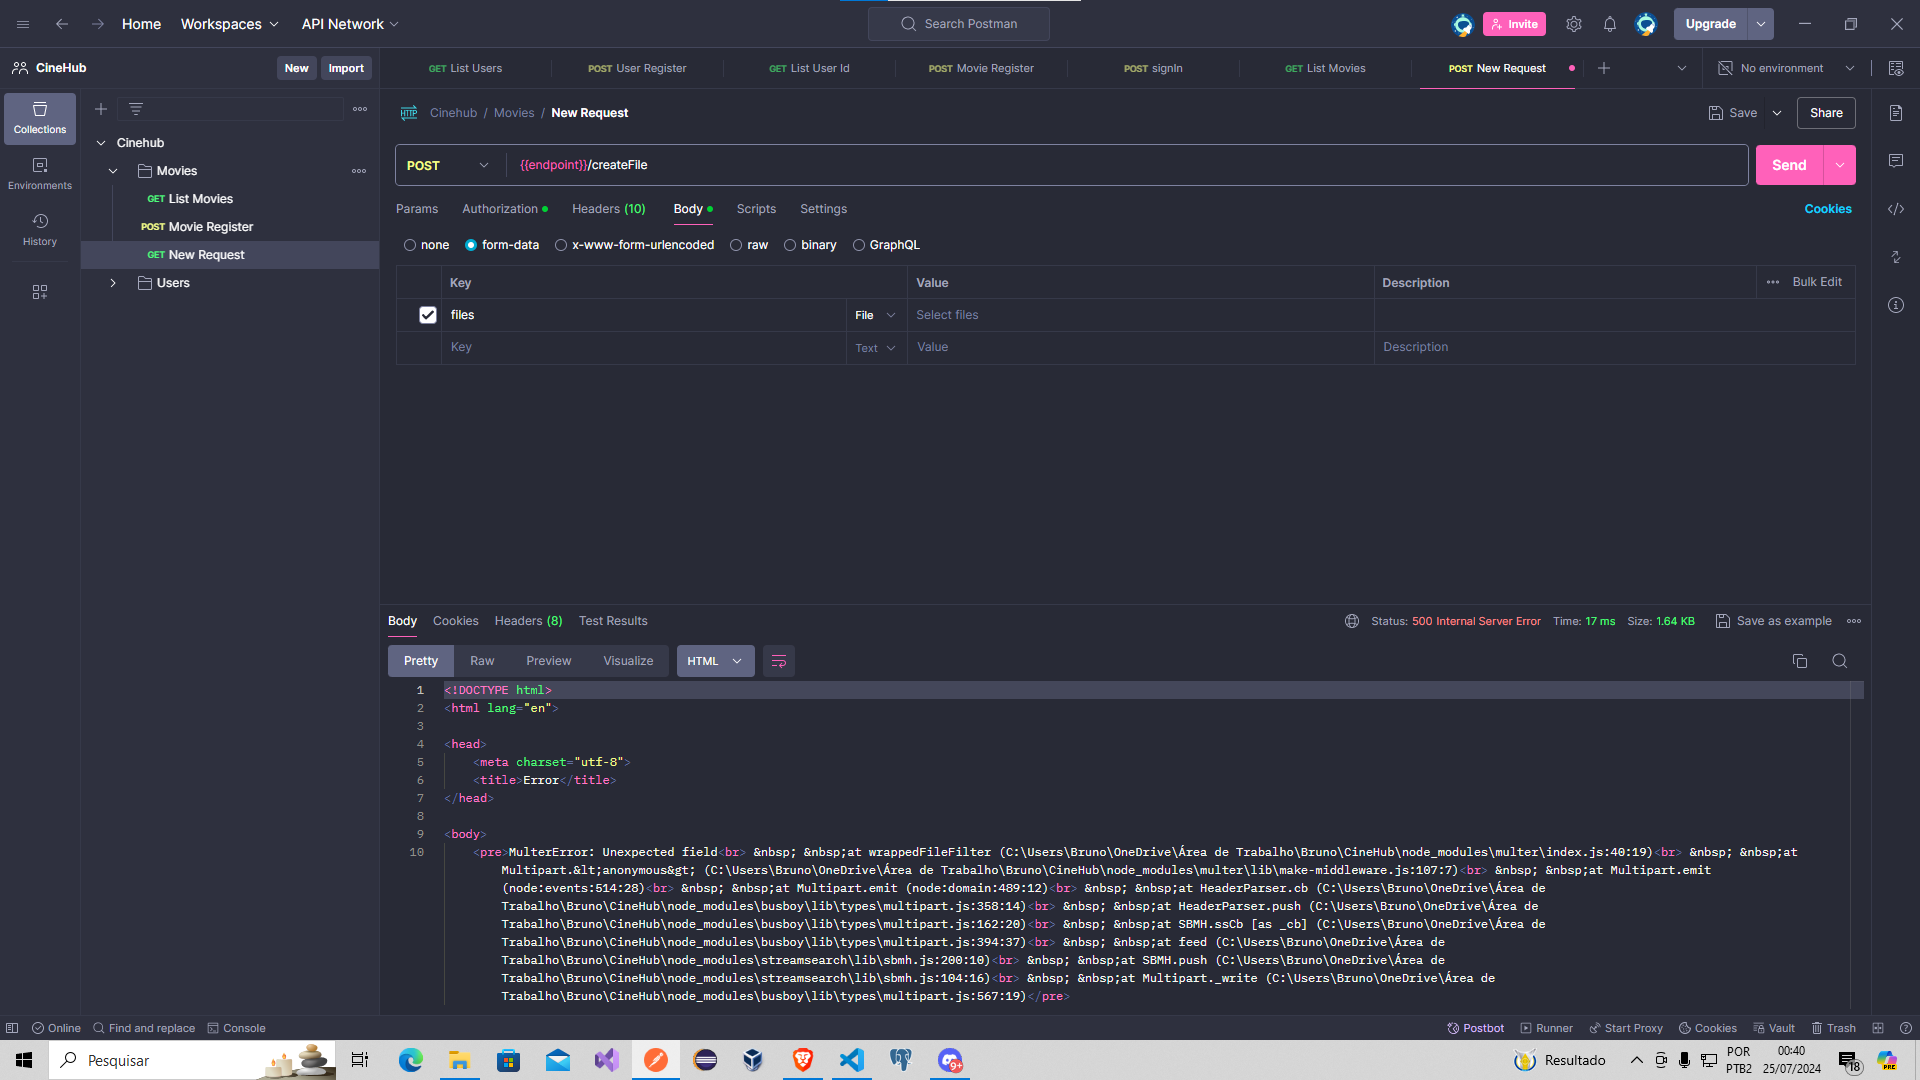 Home
Workspaces
API Network
Search Postman
Invite
Upgrade
CineHub
New
Import
GET List Users
POST User Register
GET List User Id
POST Movie Register
POST signIn
GET List Movies
POST New Request
No environment
Collections
Environments
History
Cinehub
Movies
GET List Movies
POST Movie Register
GET New Request
Users
HTTP
Cinehub / Movies / New Request
Save
Share
POST
{{endpoint}}/createFile
Send
Params
Authorization
Headers (10)
Body
Scripts
Settings
Cookies
none
form-data
x-www-form-urlencoded
raw
binary
GraphQL
Key
Value
Description
Bulk Edit
files
File
Select files
Key
Text
Value
Description
Body
Cookies
Headers (8)
Test Results
Status: 500 Internal Server Error
Time: 17 ms
Size: 1.64 KB
Save as example
Pretty
Raw
Preview
Visualize
HTML
1 <!DOCTYPE html>
2 <html lang="en">
3
4 <head>
5 <meta charset="utf-8">
6 <title>Error</title>
7 </head>
8
9 <body>
10 <pre>MulterError: Unexpected field<br> &nbsp; &nbsp;at wrappedFileFilter (C:\Users\Bruno\OneDrive\Área de Trabalho\Bruno\CineHub\node_modules\multer\index.js:40:19)<br> &nbsp; &nbsp;at
Multipart.&lt;anonymous&gt; (C:\Users\Bruno\OneDrive\Área de Trabalho\Bruno\CineHub\node_modules\multer\lib\make-middleware.js:107:7)<br> &nbsp; &nbsp;at Multipart.emit
(node:events:514:28)<br> &nbsp; &nbsp;at Multipart.emit (node:domain:489:12)<br> &nbsp; &nbsp;at HeaderParser.cb (C:\Users\Bruno\OneDrive\Área de
Trabalho\Bruno\CineHub\node_modules\busboy\lib\types\multipart.js:358:14)<br> &nbsp; &nbsp;at HeaderParser.push (C:\Users\Bruno\OneDrive\Área de
Trabalho\Bruno\CineHub\node_modules\busboy\lib\types\multipart.js:162:20)<br> &nbsp; &nbsp;at SBMH.ssCb [as _cb] (C:\Users\Bruno\OneDrive\Área de
Trabalho\Bruno\CineHub\node_modules\busboy\lib\types\multipart.js:394:37)<br> &nbsp; &nbsp;at feed (C:\Users\Bruno\OneDrive\Área de
Trabalho\Bruno\CineHub\node_modules\streamsearch\lib\sbmh.js:200:10)<br> &nbsp; &nbsp;at SBMH.push (C:\Users\Bruno\OneDrive\Área de
Trabalho\Bruno\CineHub\node_modules\streamsearch\lib\sbmh.js:104:16)<br> &nbsp; &nbsp;at Multipart._write (C:\Users\Bruno\OneDrive\Área de
Trabalho\Bruno\CineHub\node_modules\busboy\lib\types\multipart.js:567:19)</pre>
Online
Find and replace
Console
Postbot
Runner
Start Proxy
Cookies
Vault
Trash
Pesquisar
9+
Resultado
POR
PTB2
00:40
25/07/2024
18
PRE